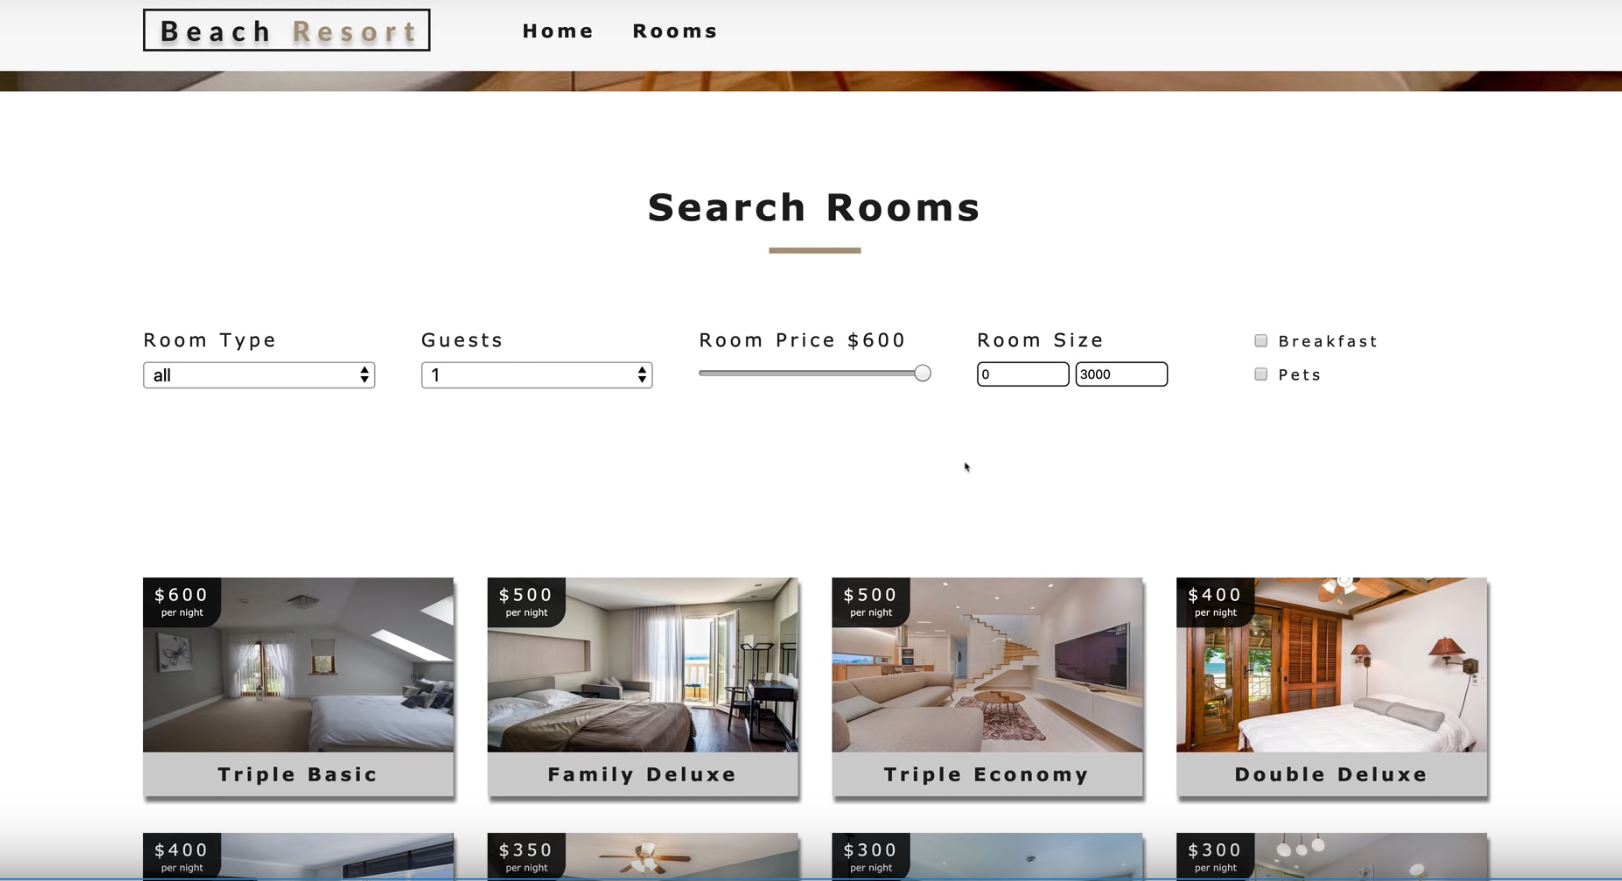 Beach Resort
Home
Rooms
Search Rooms
Room Type
Guests
Room Price $600
Room Size
Breakfast
all
1
0
3000
Pets
$600
per night
$500
per night
$500
per night
$400
per night
Triple Basic
Family Deluxe
Triple Economy
Double Deluxe
$400
per night
$350
per night
$300
per night
$300
per night